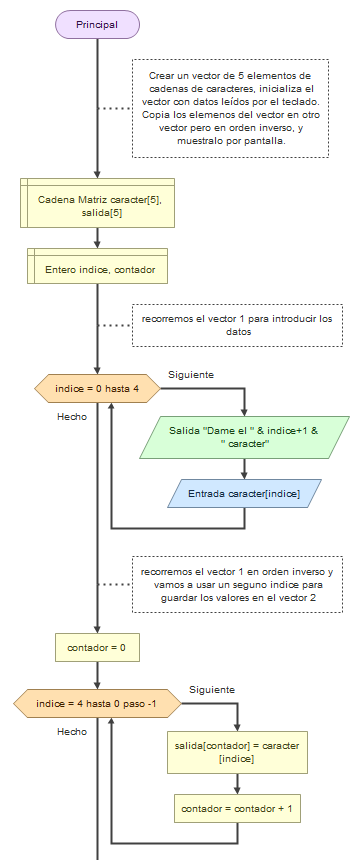 Principal
Crear un vector de 5 elementos de
cadenas de caracteres, inicializa el
vector con datos leídos por el teclado.
Copia los elemenos del vector en otro
vector pero en orden inverso, y
muestralo por pantalla.
Cadena Matriz caracter[5],
salida[5]
Entero indice, contador
recorremos el vector 1 para introducir los
datos
indice = 0 hasta 4
Siguiente
Hecho
Salida "Dame el " & indice+1 &
" caracter"
Entrada caracter[indice]
recorremos el vector 1 en orden inverso y
vamos a usar un seguno indice para
guardar los valores en el vector 2
contador = 0
indice = 4 hasta 0 paso -1
Siguiente
Hecho
salida[contador] = caracter
[indice]
contador = contador + 1